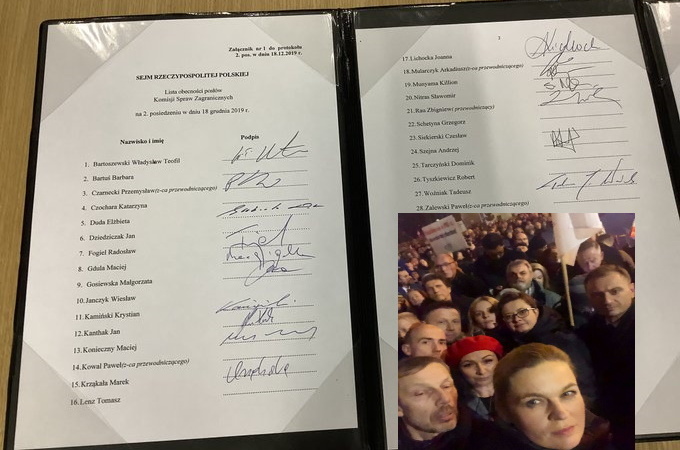 Załącznik nr 1 do protokołu
2. pos. w dniu 18.12.2019 r.
SEJM RZECZYPOSPOLITEJ POLSKIEJ
Lista obecności posłów
Komisji Spraw Zagranicznych
na 2. posiedzeniu w dniu 18 grudnia 2019 r.
Nazwisko i imię Podpis
1. Bartoszewski Władysław Teofil
2. Bartuś Barbara
3. Czarnecki Przemysław(z-ca przewodniczącego)
4. Czochara Katarzyna
5. Duda Elżbieta
6. Dziedziczak Jan
7. Fogiel Radosław
8. Gdula Maciej
9. Gosiewska Małgorzata
10. Janczyk Wiesław
11. Kamiński Krystian
12. Kanthak Jan
13. Konieczny Maciej
14. Kowal Paweł(z-ca przewodniczącego)
15. Krząkała Marek
16. Lenz Tomasz
17. Lichocka Joanna
18. Mularczyk Arkadiusz(z-ca przewodniczącego)
19. Munyama Killion
20. Nitras Sławomir
21. Rau Zbigniew(przewodniczący)
22. Schetyna Grzegorz
23. Siekierski Czesław
24. Szejna Andrzej
25. Tarczyński Dominik
26. Tyszkiewicz Robert
27. Woźniak Tadeusz
28. Zalewski Paweł(z-ca przewodniczącego)